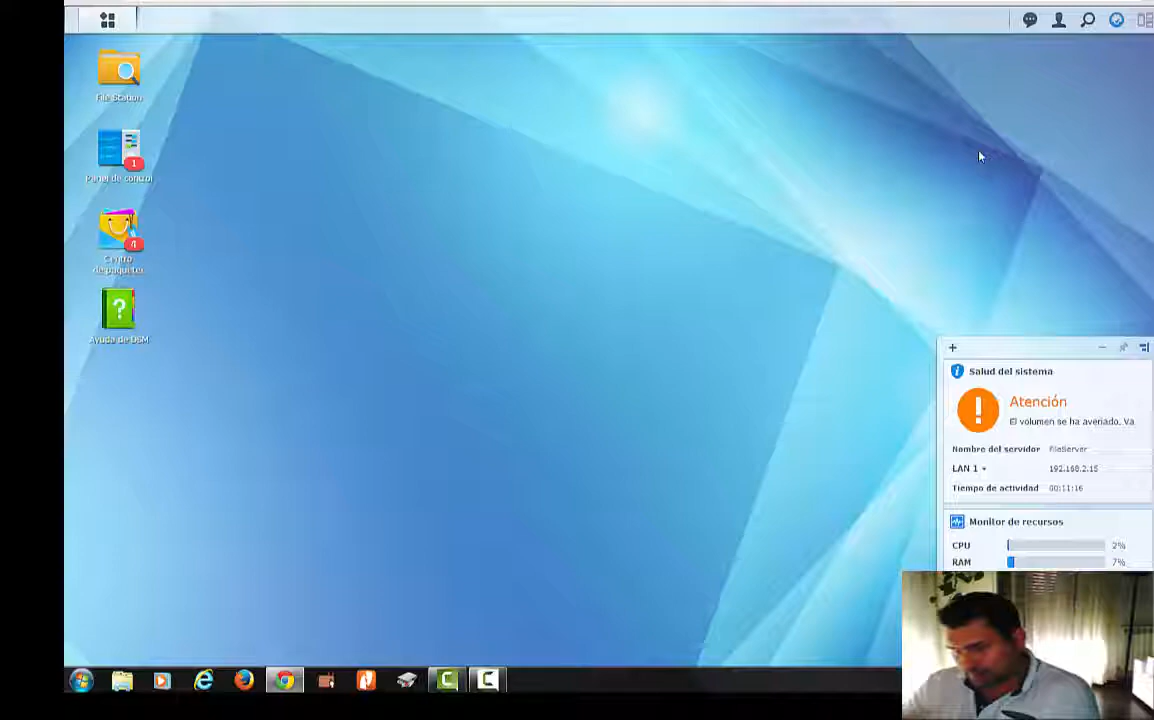 File Station
1
Panel de control
4
Centro
de paquetes
?
Ayuda de DSM
Salud del sistema
Atención
El volumen se ha averiado. Va
Nombre del servidor fileServer
LAN 1 192.168.2.15
Tiempo de actividad 00:11:16
Monitor de recursos
CPU 2%
RAM 7%